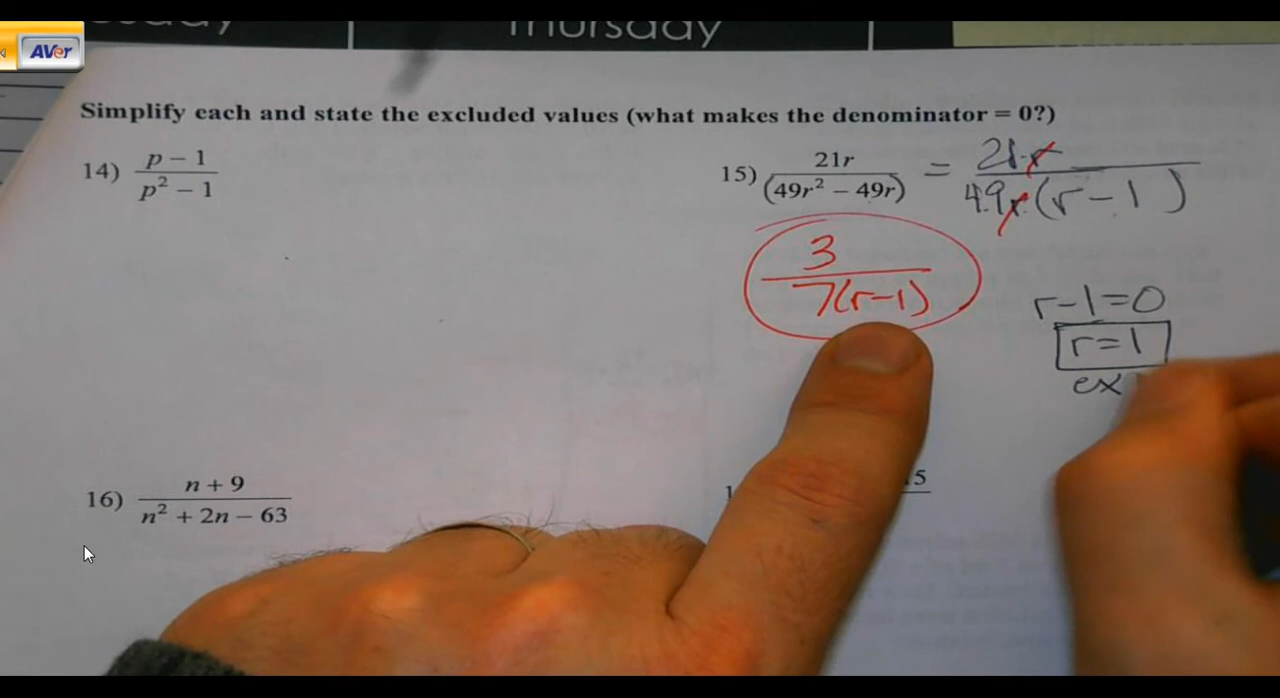 Thursday
AVer
Simplify each and state the excluded values (what makes the denominator = 0?)
14) p − 1 / p² − 1
15) 21r / (49r² − 49r) = 21·r / 49r(r − 1)
3 / 7(r−1)
r−1=0
r=1
ex
16) n + 9 / n² + 2n − 63
5